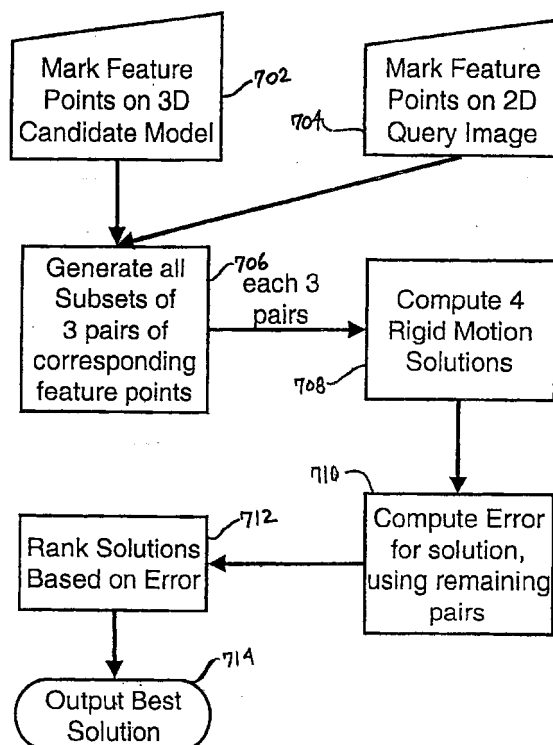 Mark Feature
Points on 3D
Candidate Model
702
Mark Feature
Points on 2D
Query Image
704
Generate all
Subsets of
3 pairs of
corresponding
feature points
706
each 3
pairs
Compute 4
Rigid Motion
Solutions
708
710
Compute Error
for solution,
using remaining
pairs
712
Rank Solutions
Based on Error
714
Output Best
Solution